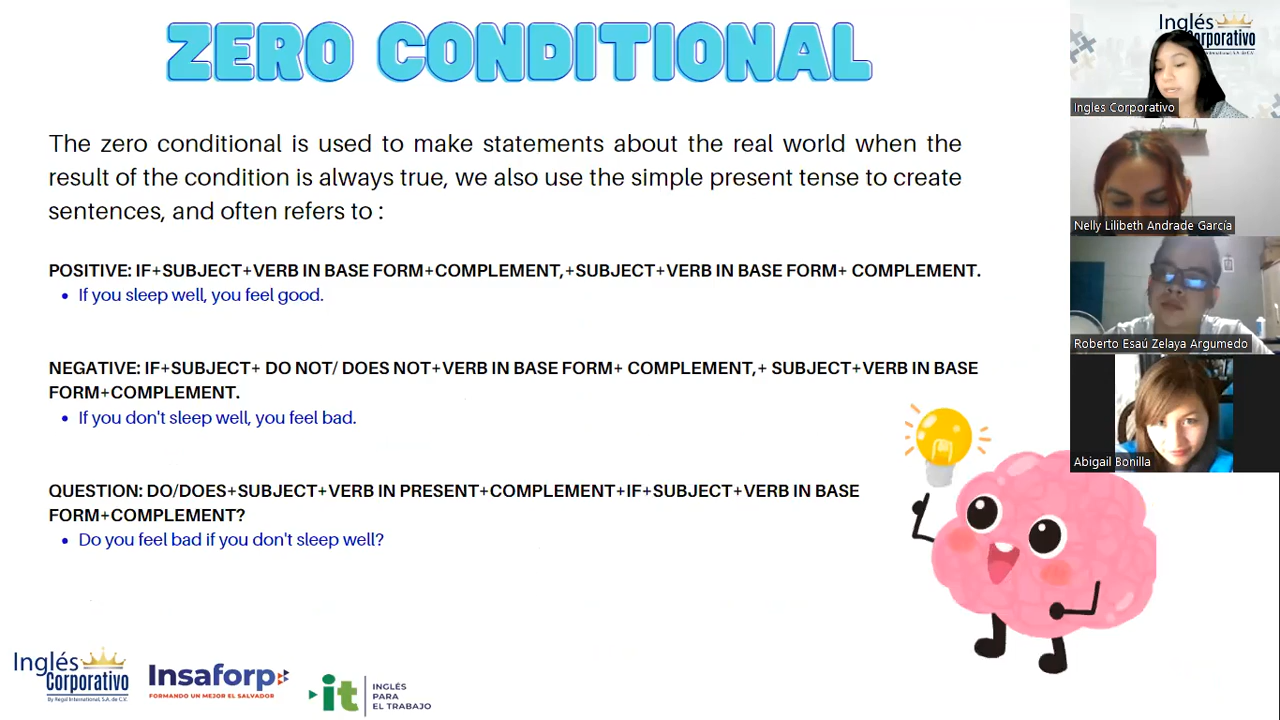 ZERO CONDITIONAL
The zero conditional is used to make statements about the real world when the
result of the condition is always true, we also use the simple present tense to create
sentences, and often refers to :
POSITIVE: IF+SUBJECT+VERB IN BASE FORM+COMPLEMENT,+SUBJECT+VERB IN BASE FORM+ COMPLEMENT.
• If you sleep well, you feel good.
NEGATIVE: IF+SUBJECT+ DO NOT/ DOES NOT+VERB IN BASE FORM+ COMPLEMENT,+ SUBJECT+VERB IN BASE
FORM+COMPLEMENT.
• If you don't sleep well, you feel bad.
QUESTION: DO/DOES+SUBJECT+VERB IN PRESENT+COMPLEMENT+IF+SUBJECT+VERB IN BASE
FORM+COMPLEMENT?
• Do you feel bad if you don't sleep well?
Inglés
Corporativo
By Regal International, S.A. de C.V.
Insaforp
FORMANDO UN MEJOR EL SALVADOR
it
INGLÉS
PARA
EL TRABAJO
Inglés
Corporativo
Ingles Corporativo
Nelly Lilibeth Andrade García
Roberto Esaú Zelaya Argumedo
Abigail Bonilla